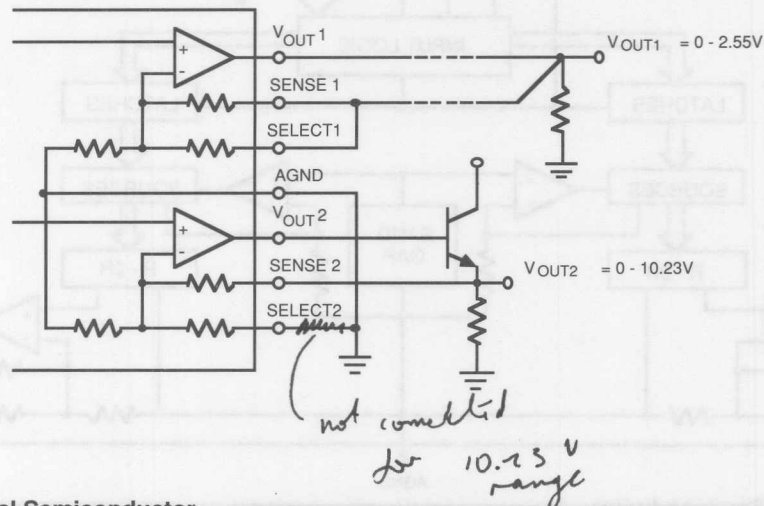 VOUT1
VOUT1 = 0 - 2.55V
SENSE 1
SELECT1
AGND
VOUT2
SENSE 2
VOUT2 = 0 - 10.23V
SELECT2
not connected
for 10.23 V
range
al Semiconductor